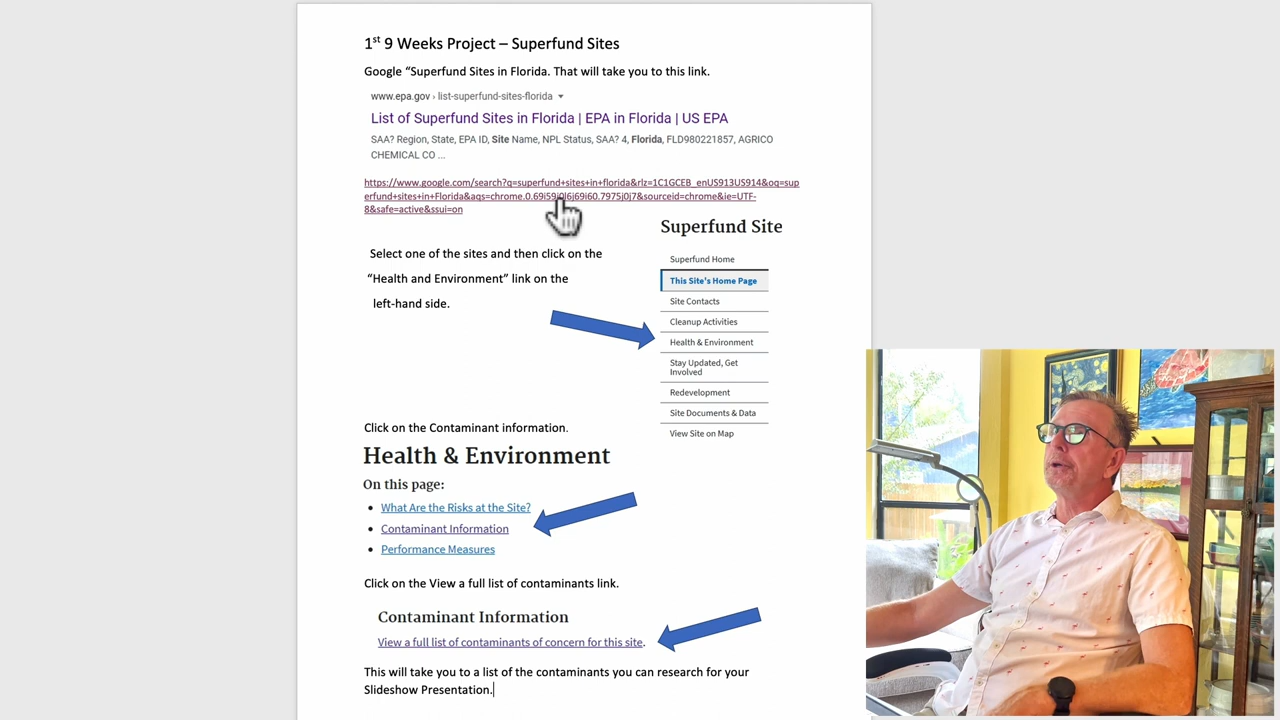 1st 9 Weeks Project – Superfund Sites
Google “Superfund Sites in Florida. That will take you to this link.
www.epa.gov › list-superfund-sites-florida
List of Superfund Sites in Florida | EPA in Florida | US EPA
SAA? Region, State, EPA ID, Site Name, NPL Status, SAA? 4, Florida, FLD980221857, AGRICO
CHEMICAL CO ...
https://www.google.com/search?q=superfund+sites+in+florida&rlz=1C1GCEB_enUS913US914&oq=sup
erfund+sites+in+Florida&aqs=chrome.0.69i59j0l6j69i60.7975j0j7&sourceid=chrome&ie=UTF-
8&safe=active&ssui=on
Superfund Site
Select one of the sites and then click on the
“Health and Environment” link on the
left-hand side.
Superfund Home
This Site's Home Page
Site Contacts
Cleanup Activities
Health & Environment
Stay Updated, Get
Involved
Redevelopment
Site Documents & Data
View Site on Map
Click on the Contaminant information.
Health & Environment
On this page:
What Are the Risks at the Site?
Contaminant Information
Performance Measures
Click on the View a full list of contaminants link.
Contaminant Information
View a full list of contaminants of concern for this site.
This will take you to a list of the contaminants you can research for your
Slideshow Presentation.